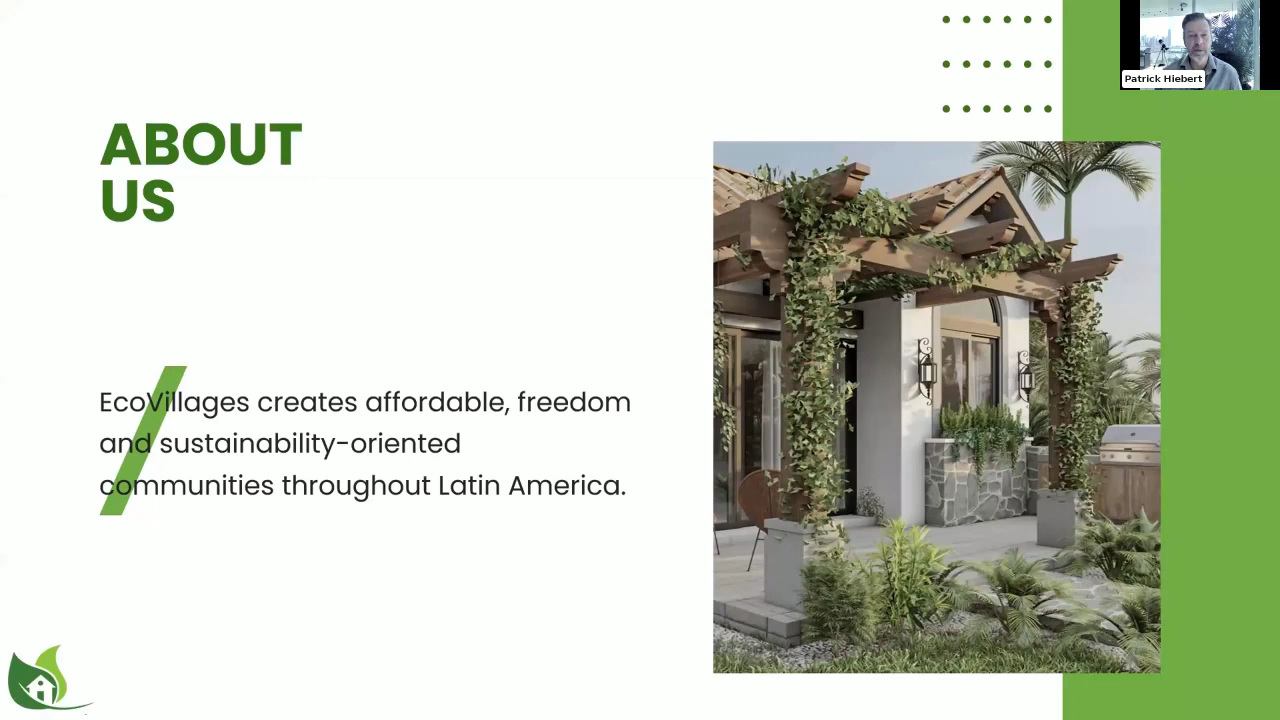 Patrick Hiebert
ABOUT
US
EcoVillages creates affordable, freedom
and sustainability-oriented
communities throughout Latin America.